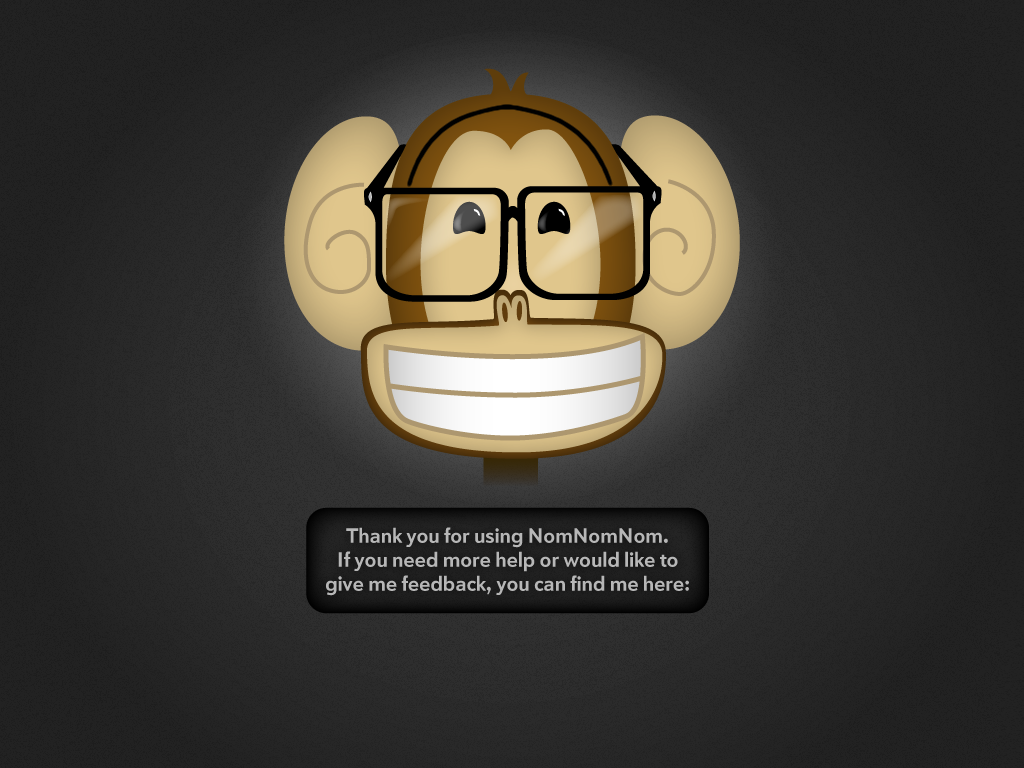 Thank you for using NomNomNom.
If you need more help or would like to
give me feedback, you can find me here: